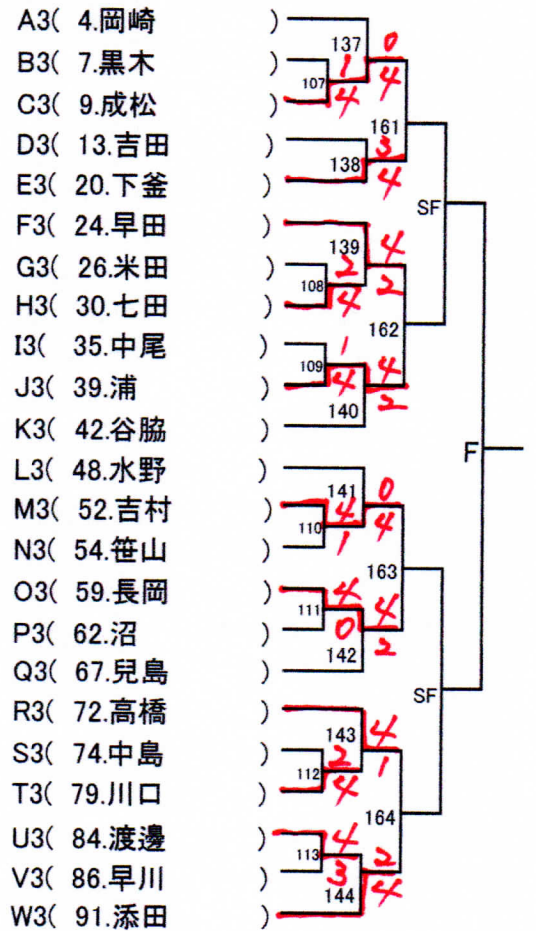 A3( 4.岡崎 )
137 0
B3( 7.黒木 )
107 1 4
4
C3( 9.成松 )
161
D3( 13.吉田 )
138 3
4
E3( 20.下釜 )
SF
F3( 24.早田 )
139 4
G3( 26.米田 )
108 2 2
4
H3( 30.七田 )
162
I3( 35.中尾 )
109 1
4 4
J3( 39.浦 )
140 2
K3( 42.谷脇 )
F
L3( 48.水野 )
141 0
M3( 52.吉村 )
110 4 4
1
N3( 54.笹山 )
163
O3( 59.長岡 )
111 4 4
0
P3( 62.沼 )
142 2
Q3( 67.兒島 )
SF
R3( 72.高橋 )
143 4
S3( 74.中島 )
112 2 1
4
T3( 79.川口 )
164
U3( 84.渡邊 )
113 4 2
3
V3( 86.早川 )
144 4
W3( 91.添田 )